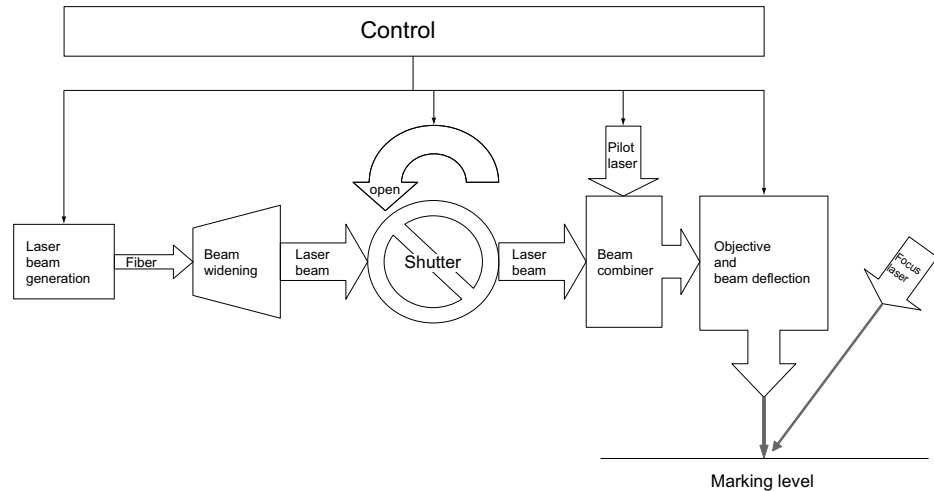 Control
open
Pilot
laser
Laser
beam
generation
Fiber
Beam
widening
Laser
beam
Shutter
Laser
beam
Beam
combiner
Objective
and
beam deflection
Focus
laser
Marking level